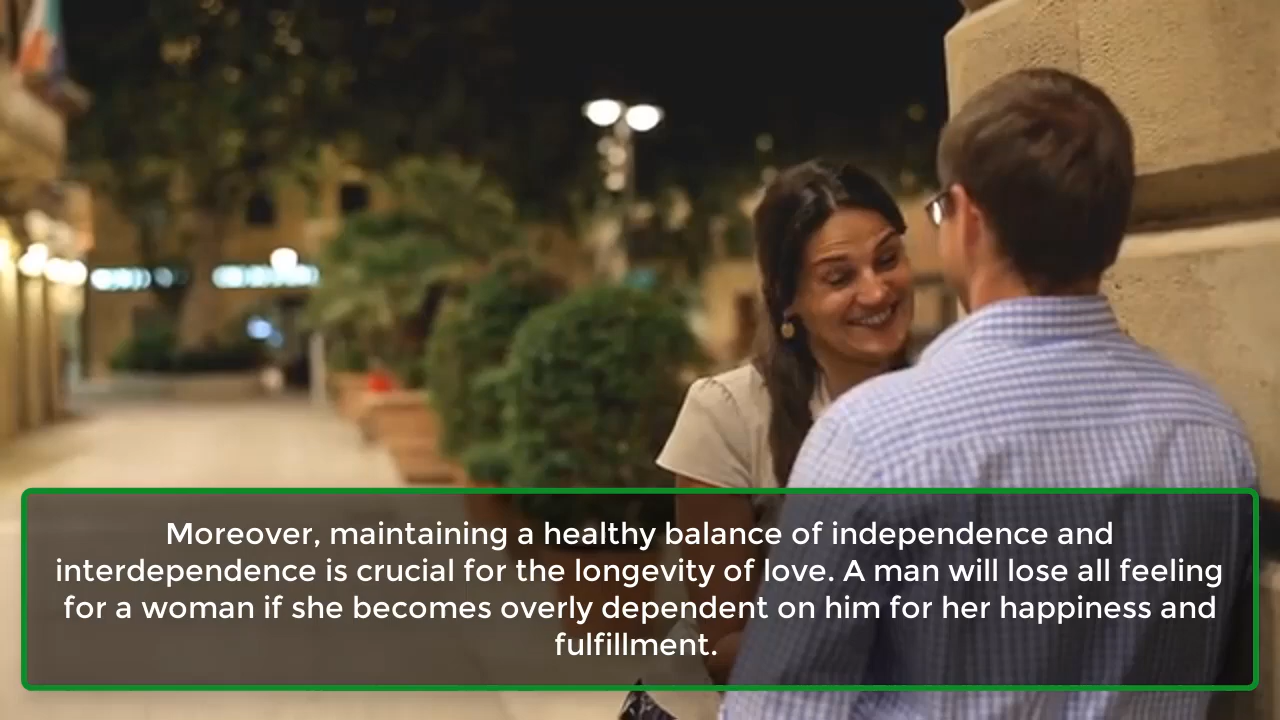 Moreover, maintaining a healthy balance of independence and
interdependence is crucial for the longevity of love. A man will lose all feeling
for a woman if she becomes overly dependent on him for her happiness and
fulfillment.